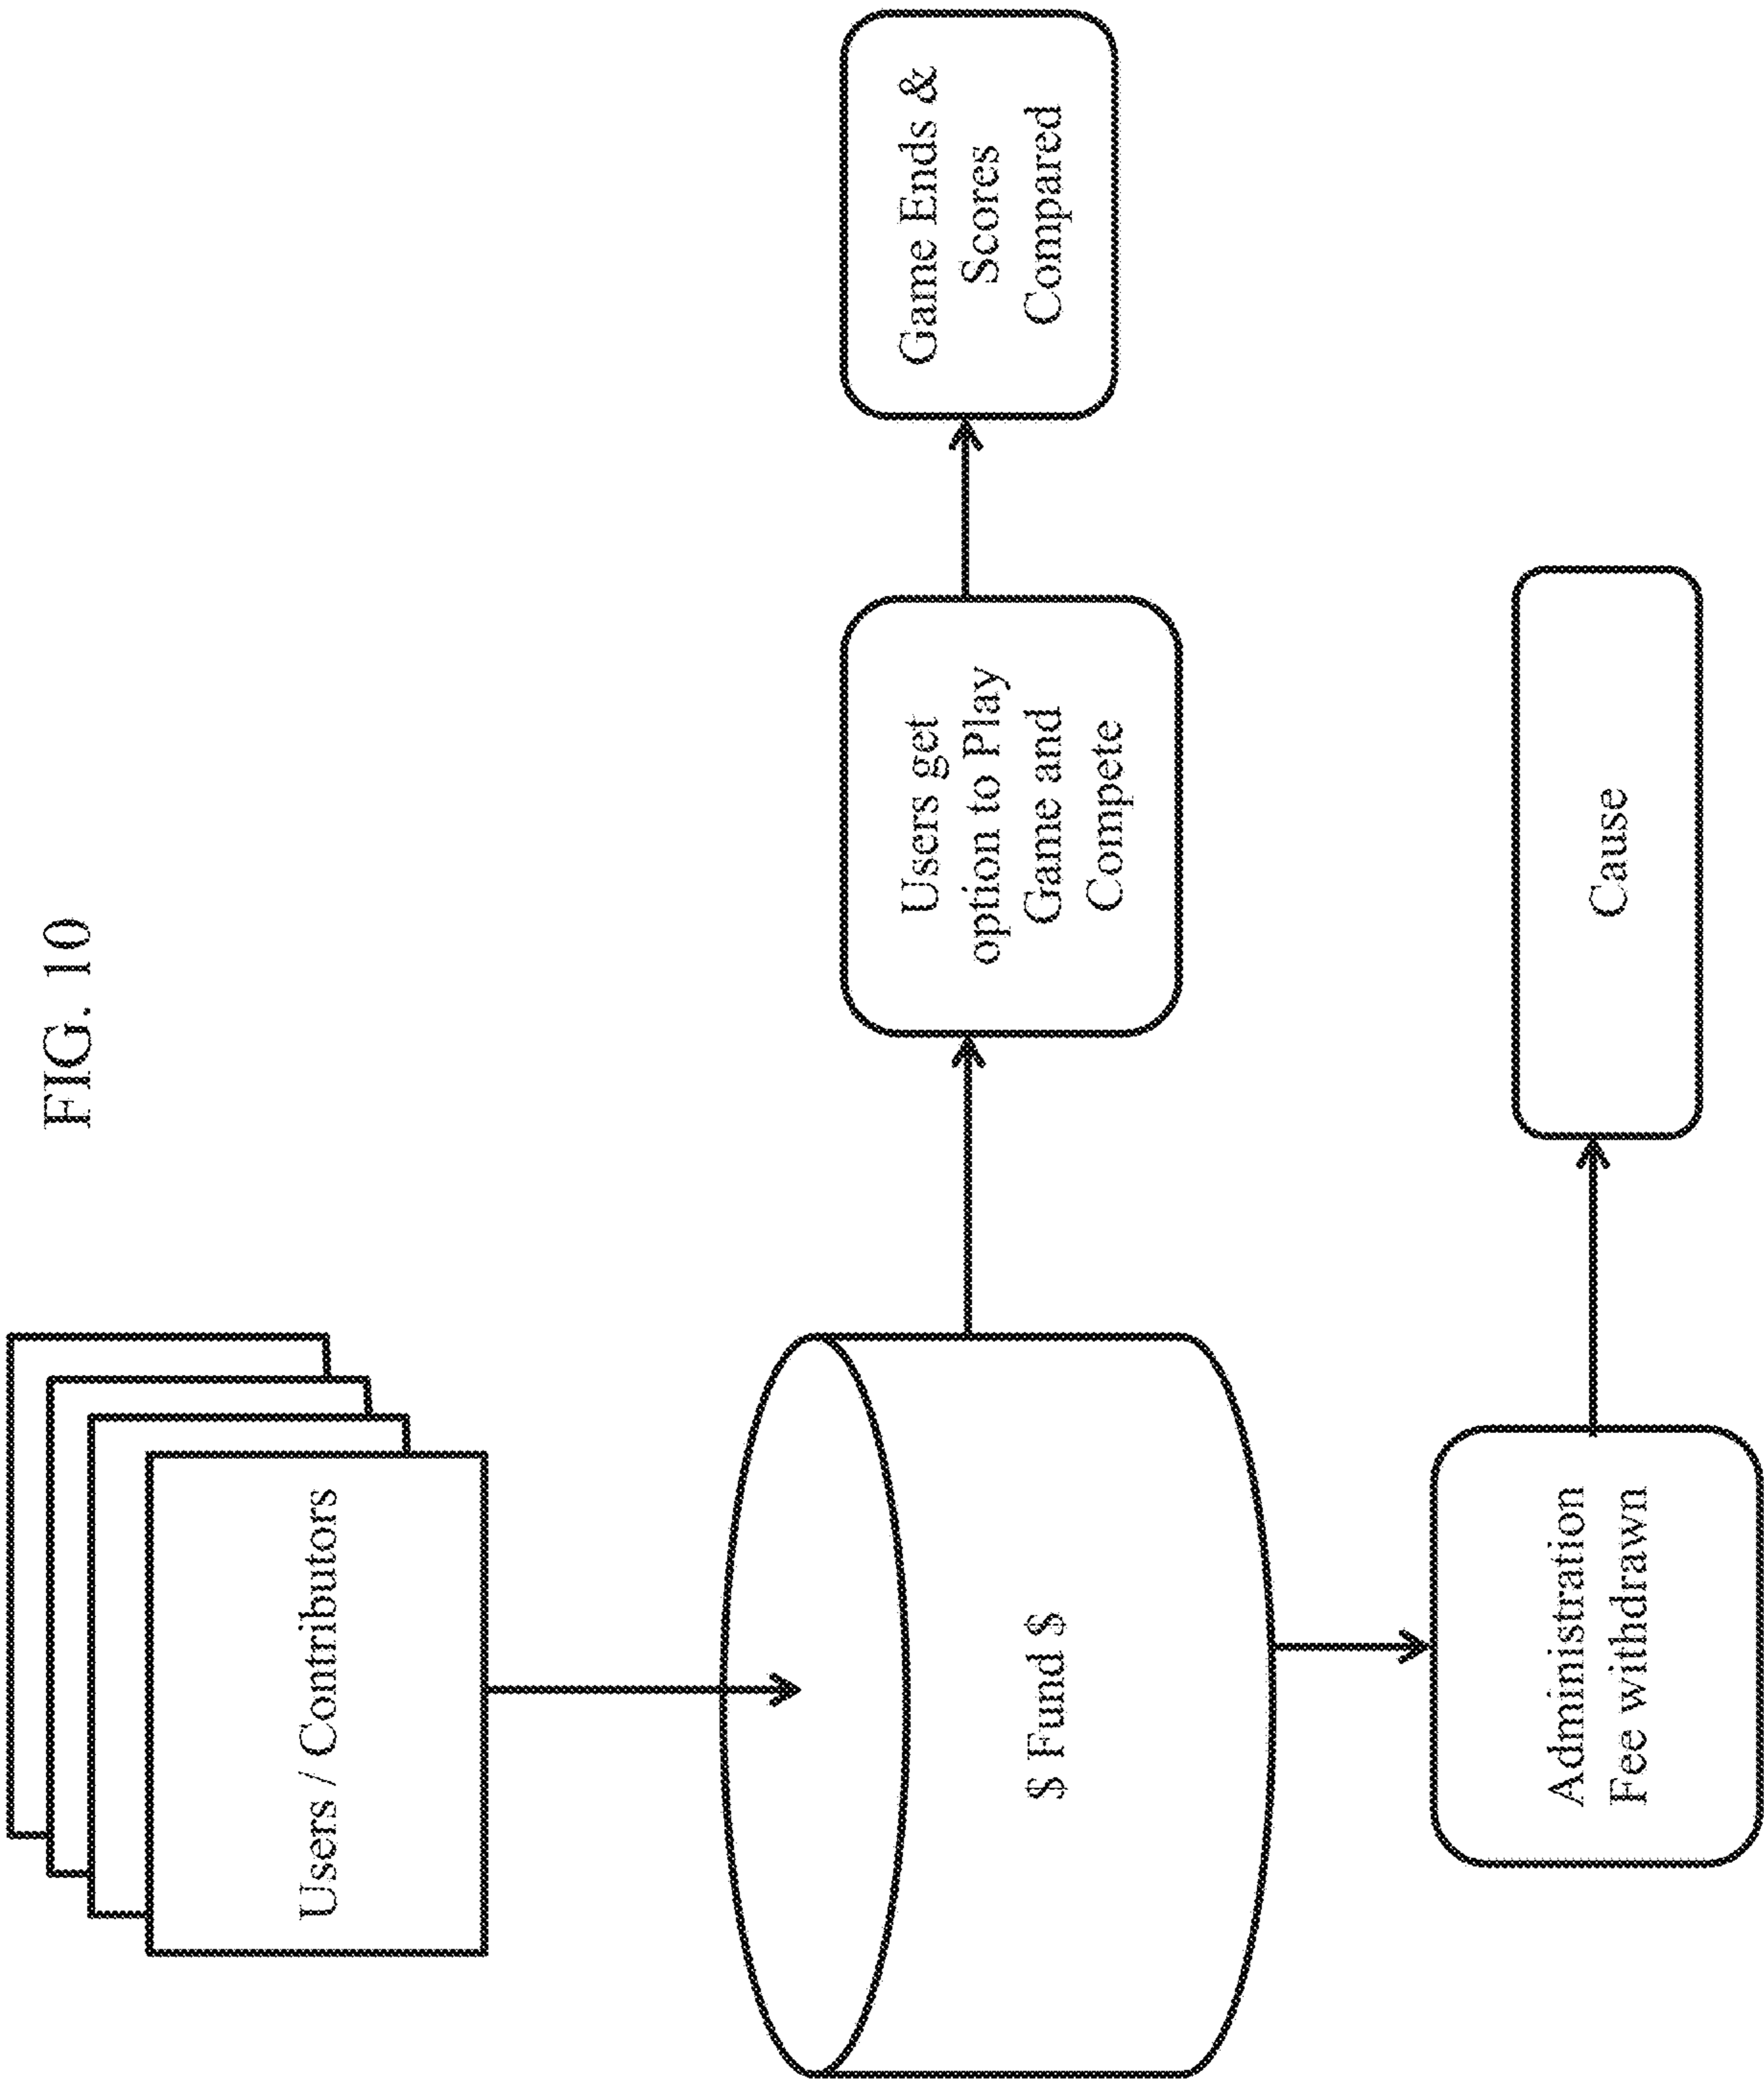 FIG. 10
Users / Contributors
$ Fund $
Users get
option to Play
Game and
Compete
Game Ends &
Scores
Compared
Administration
Fee withdrawn
Cause